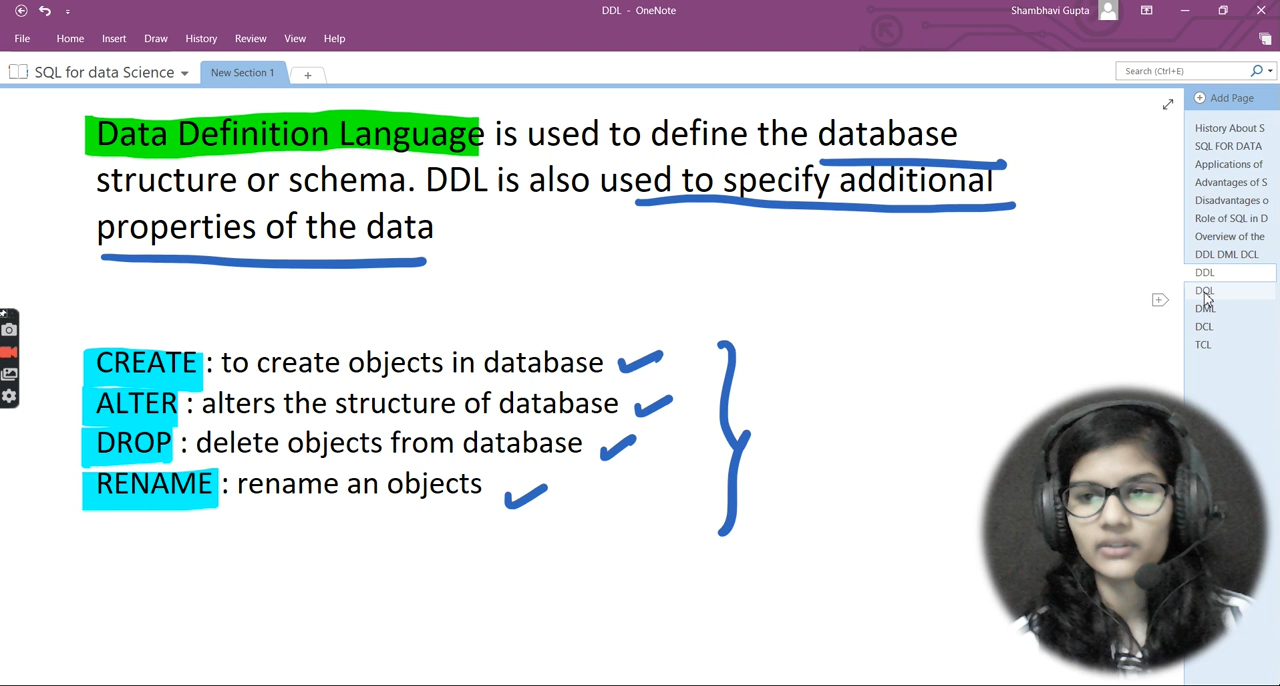 DDL - OneNote
Shambhavi Gupta
File Home Insert Draw History Review View Help
SQL for data Science
New Section 1
+
Search (Ctrl+E)
Data Definition Language is used to define the database
structure or schema. DDL is also used to specify additional
properties of the data
CREATE : to create objects in database
ALTER : alters the structure of database
DROP : delete objects from database
RENAME : rename an objects
Add Page
History About S
SQL FOR DATA
Applications of
Advantages of S
Disadvantages o
Role of SQL in D
Overview of the
DDL DML DCL
DDL
DQL
DML
DCL
TCL